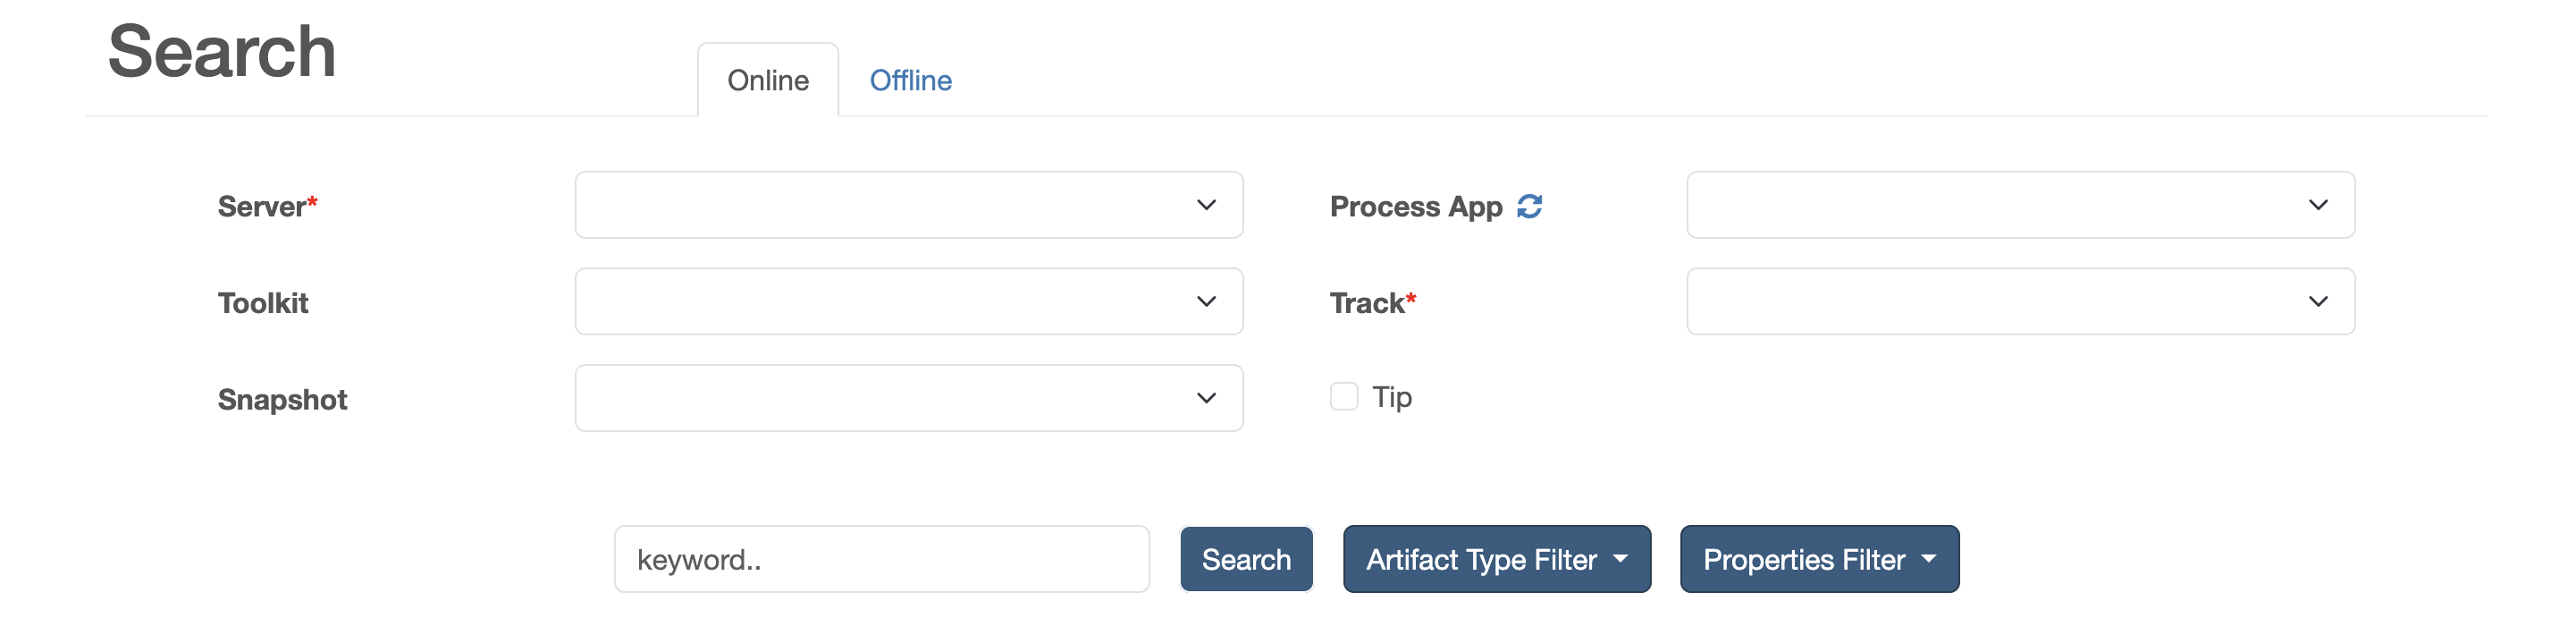 Search
Online Offline
Server* Process App
Toolkit Track*
Snapshot Tip
keyword.. Search Artifact Type Filter Properties Filter